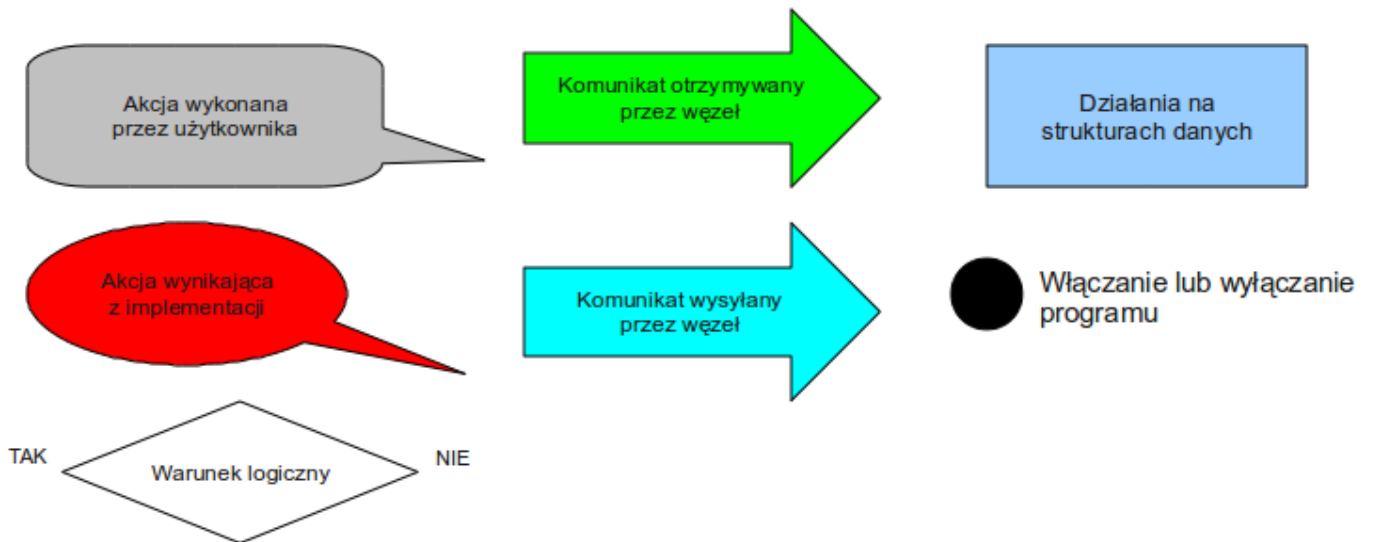 Akcja wykonana
przez użytkownika
Komunikat otrzymywany
przez węzeł
Działania na
strukturach danych
Akcja wynikająca
z implementacji
Komunikat wysyłany
przez węzeł
Włączanie lub wyłączanie
programu
TAK
Warunek logiczny
NIE